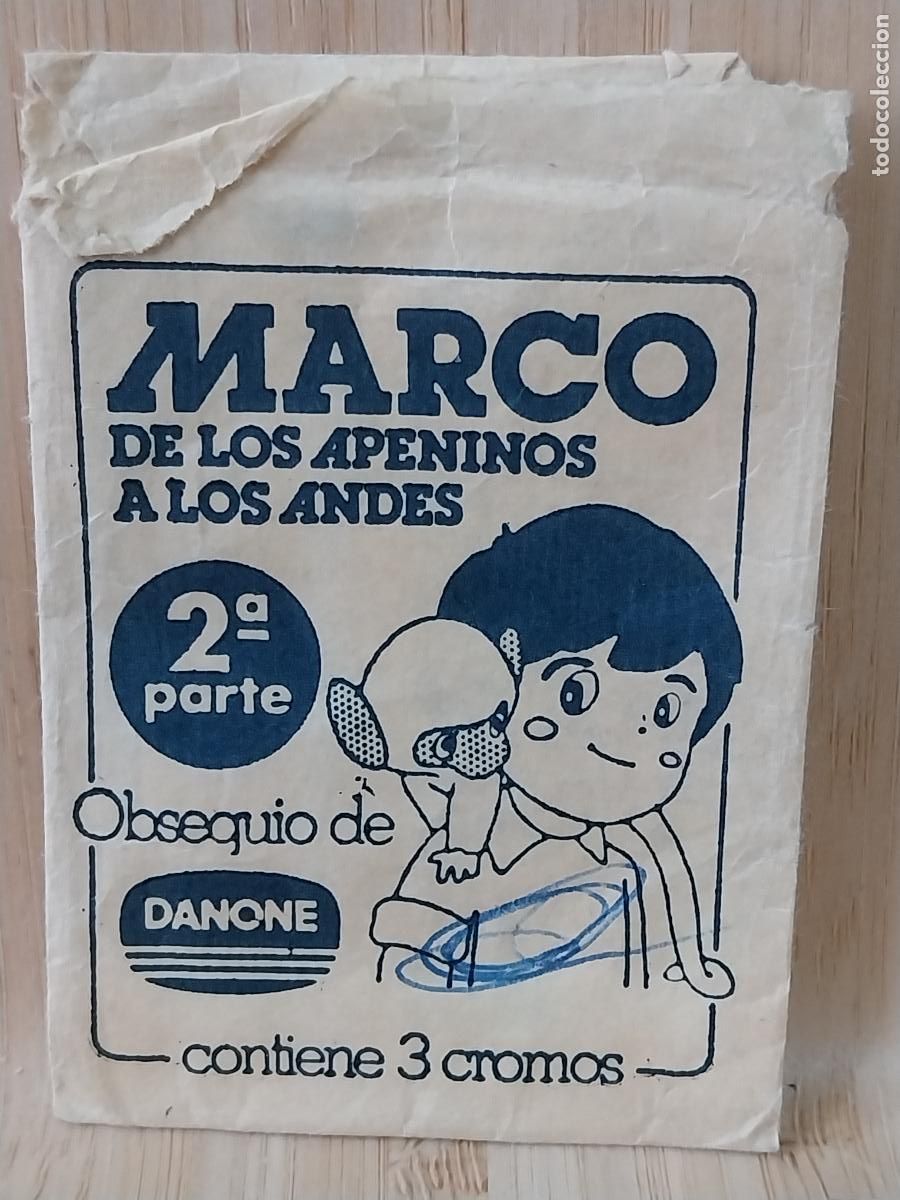 MARCO
DE LOS APENINOS
A LOS ANDES
2ª
parte
Obsequio de
DANONE
contiene 3 cromos
todocoleccion